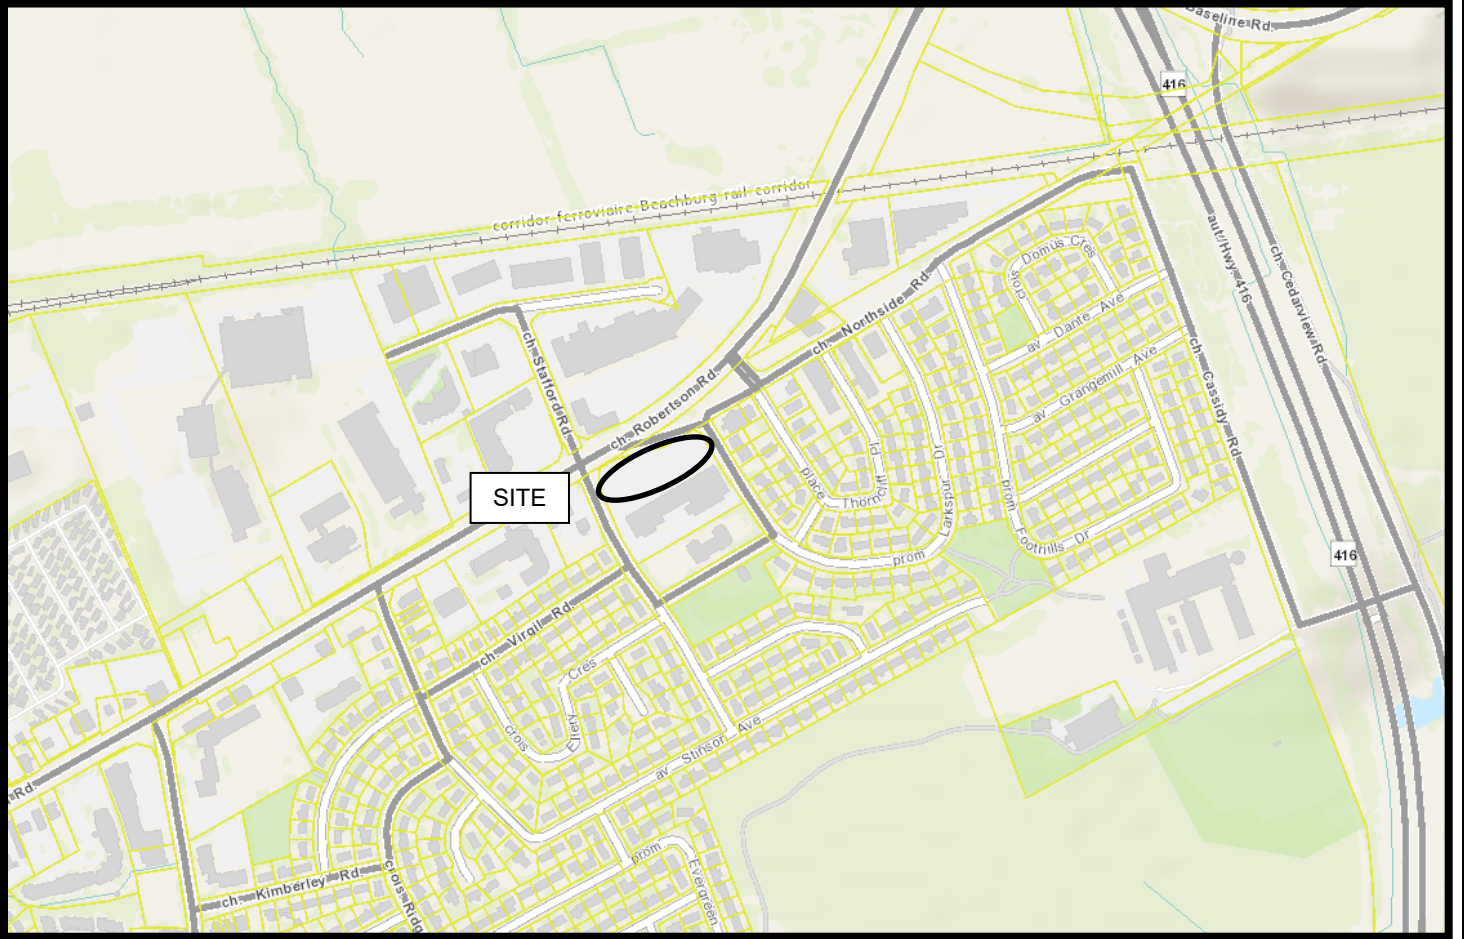 Baseline Rd.
416
corridor ferroviaire Beachburg rail corridor
aut./Hwy. 416
ch. Cedarview Rd.
Domus Cres
crois
ch. Northside Rd.
av Dante Ave
ch. Cassidy Rd.
av Grangemill Ave
ch. Stafford Rd.
ch. Robertson Rd.
SITE
place Thorncliff Pl
Larkspur Dr
prom
prom Foothills Dr
416
ch. Virgil Rd.
Cres
Ellery
crois
av Stinson Ave
Rd.
ch. Kimberley Rd.
crois Ridg
prom
Evergreen